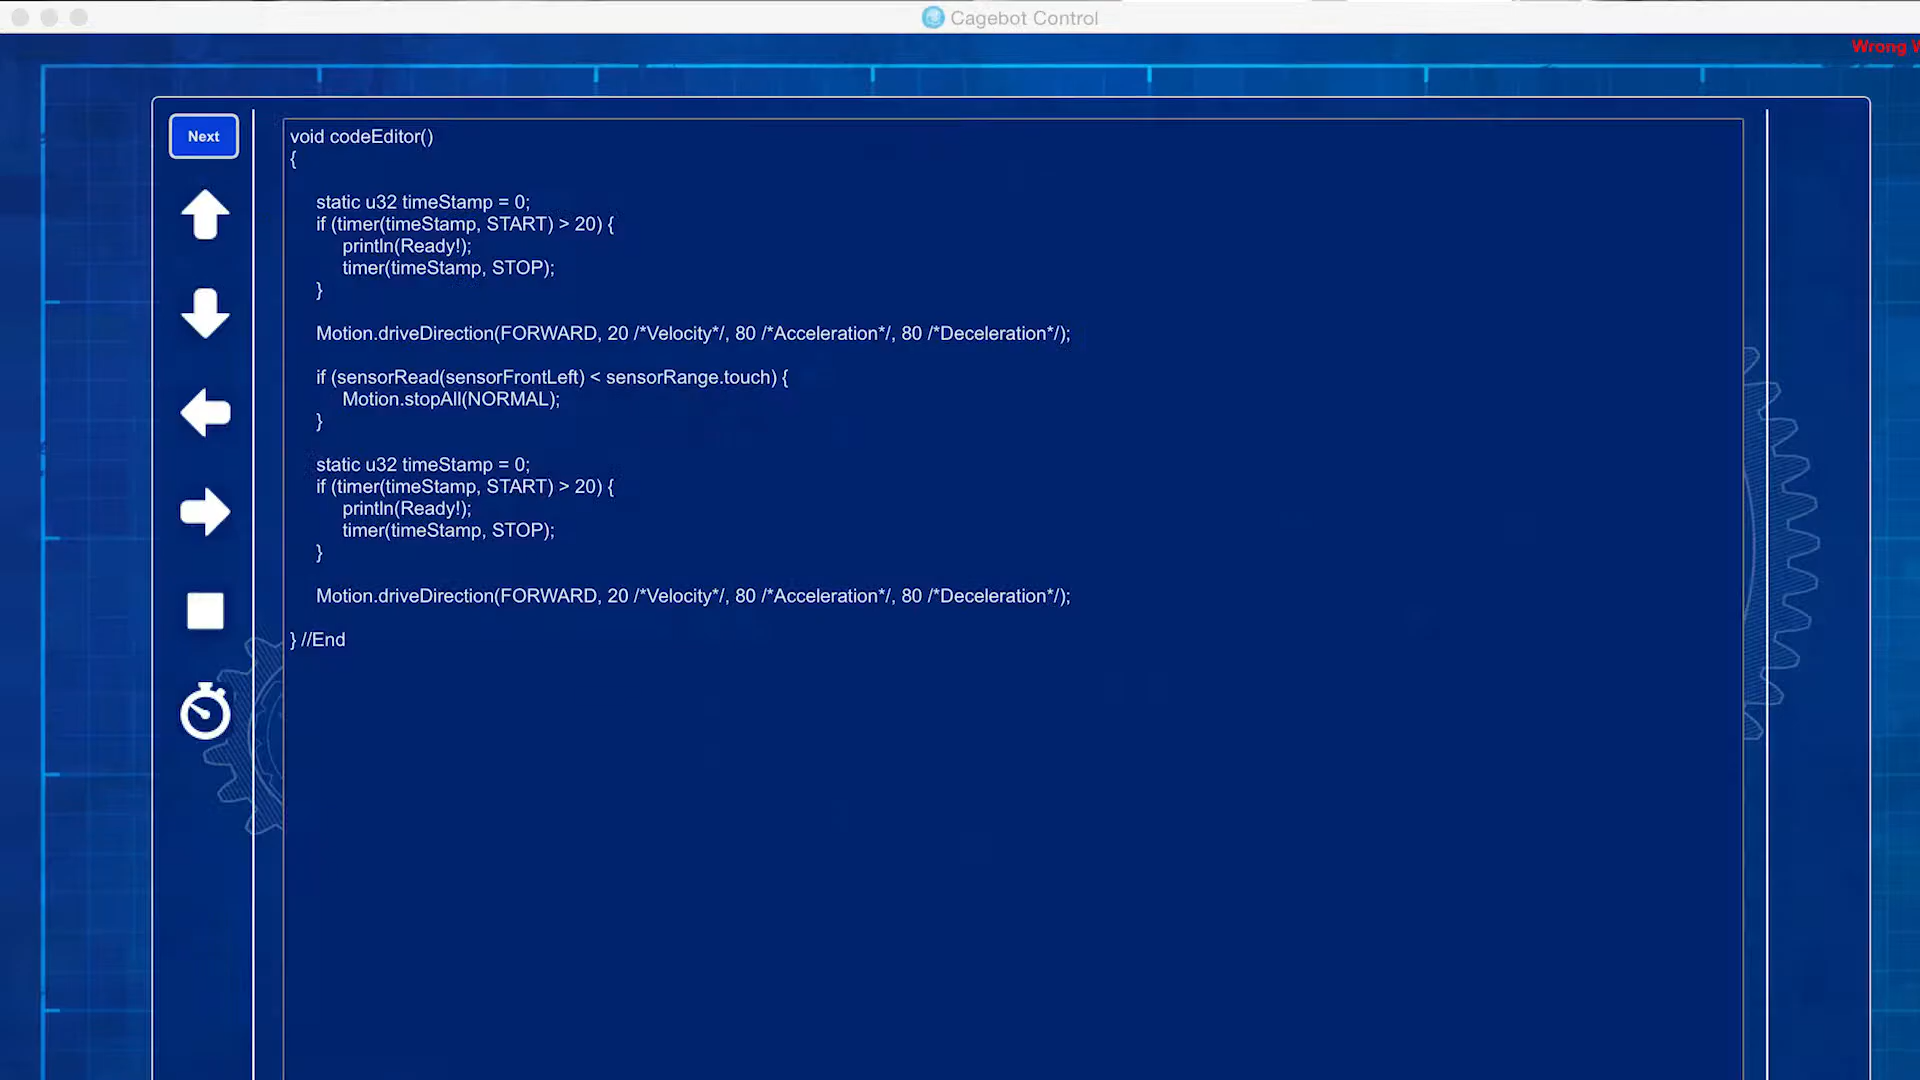 Cagebot Control
Wrong
Next
void codeEditor()
{
static u32 timeStamp = 0;
if (timer(timeStamp, START) > 20) {
println(Ready!);
timer(timeStamp, STOP);
}
Motion.driveDirection(FORWARD, 20 /*Velocity*/, 80 /*Acceleration*/, 80 /*Deceleration*/);
if (sensorRead(sensorFrontLeft) < sensorRange.touch) {
Motion.stopAll(NORMAL);
}
static u32 timeStamp = 0;
if (timer(timeStamp, START) > 20) {
println(Ready!);
timer(timeStamp, STOP);
}
Motion.driveDirection(FORWARD, 20 /*Velocity*/, 80 /*Acceleration*/, 80 /*Deceleration*/);
} //End